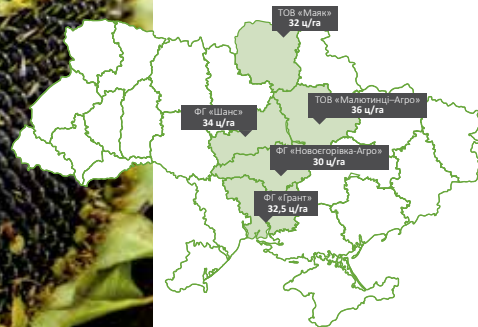 ТОВ «Маяк»
32 ц/га
ФГ «Шанс»
34 ц/га
ТОВ «Малютинці–Агро»
36 ц/га
ФГ «Новоєгорівка-Агро»
30 ц/га
ФГ «Грант»
32,5 ц/га